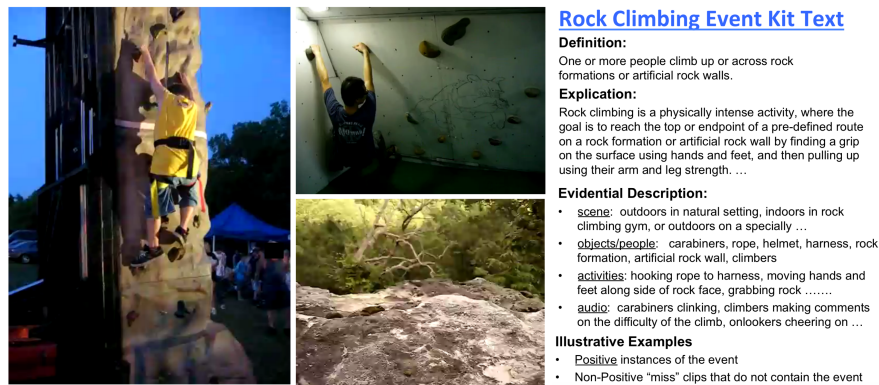 Rock Climbing Event Kit Text
Definition:
One or more people climb up or across rock
formations or artificial rock walls.
Explication:
Rock climbing is a physically intense activity, where the
goal is to reach the top or endpoint of a pre-defined route
on a rock formation or artificial rock wall by finding a grip
on the surface using hands and feet, and then pulling up
using their arm and leg strength. …
Evidential Description:
• scene: outdoors in natural setting, indoors in rock
climbing gym, or outdoors on a specially …
• objects/people: carabiners, rope, helmet, harness, rock
formation, artificial rock wall, climbers
• activities: hooking rope to harness, moving hands and
feet along side of rock face, grabbing rock …….
• audio: carabiners clinking, climbers making comments
on the difficulty of the climb, onlookers cheering on …
Illustrative Examples
• Positive instances of the event
• Non-Positive “miss” clips that do not contain the event